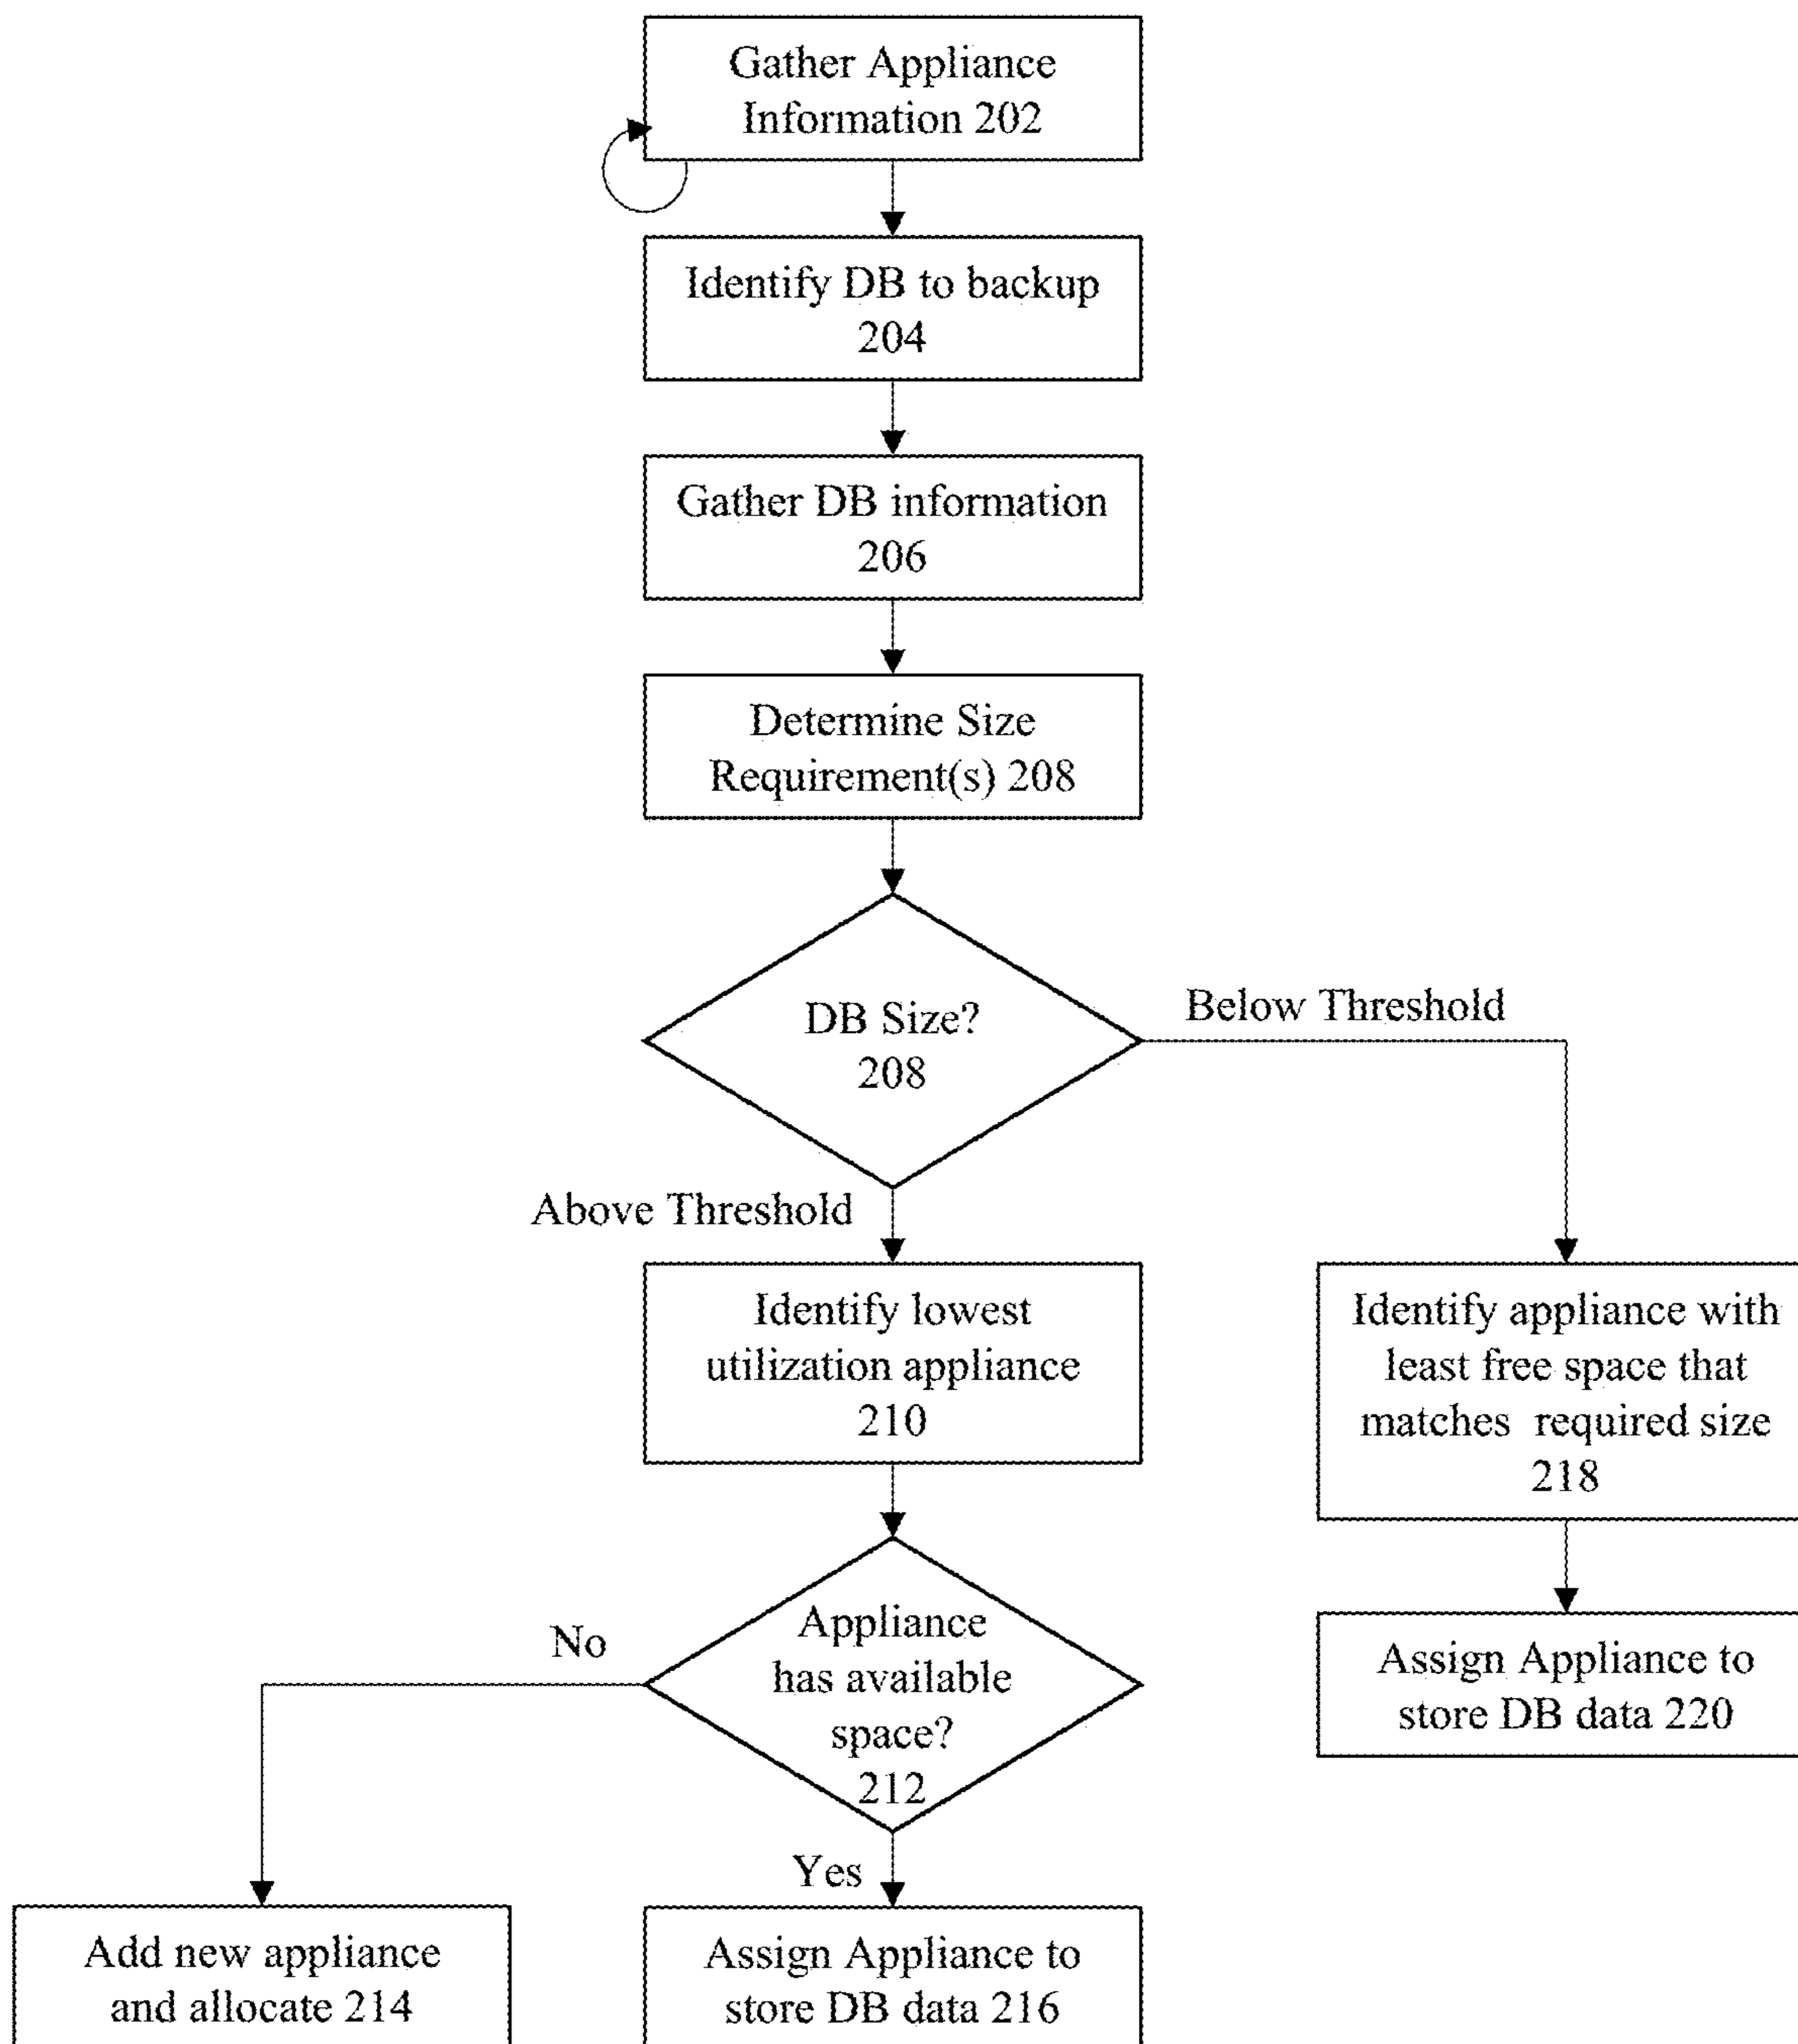 Gather Appliance
Information 202
Identify DB to backup
204
Gather DB information
206
Determine Size
Requirement(s) 208
DB Size?
208
Below Threshold
Above Threshold
Identify lowest
utilization appliance
210
Identify appliance with
least free space that
matches required size
218
Appliance
has available
space?
212
No
Yes
Assign Appliance to
store DB data 220
Add new appliance
and allocate 214
Assign Appliance to
store DB data 216